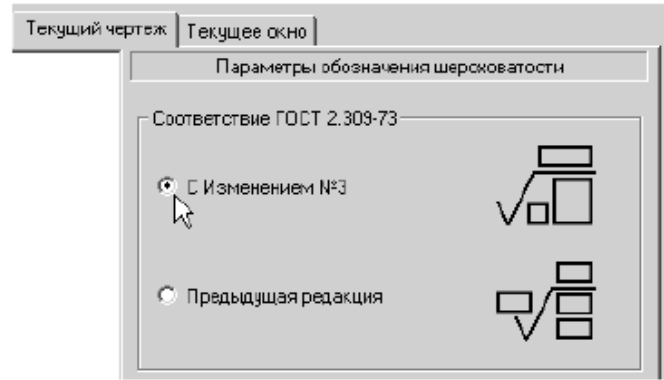 Текущий чертеж Текущее окно
Параметры обозначения шероховатости
Соответствие ГОСТ 2.309-73
С Изменением №3
Предыдущая редакция